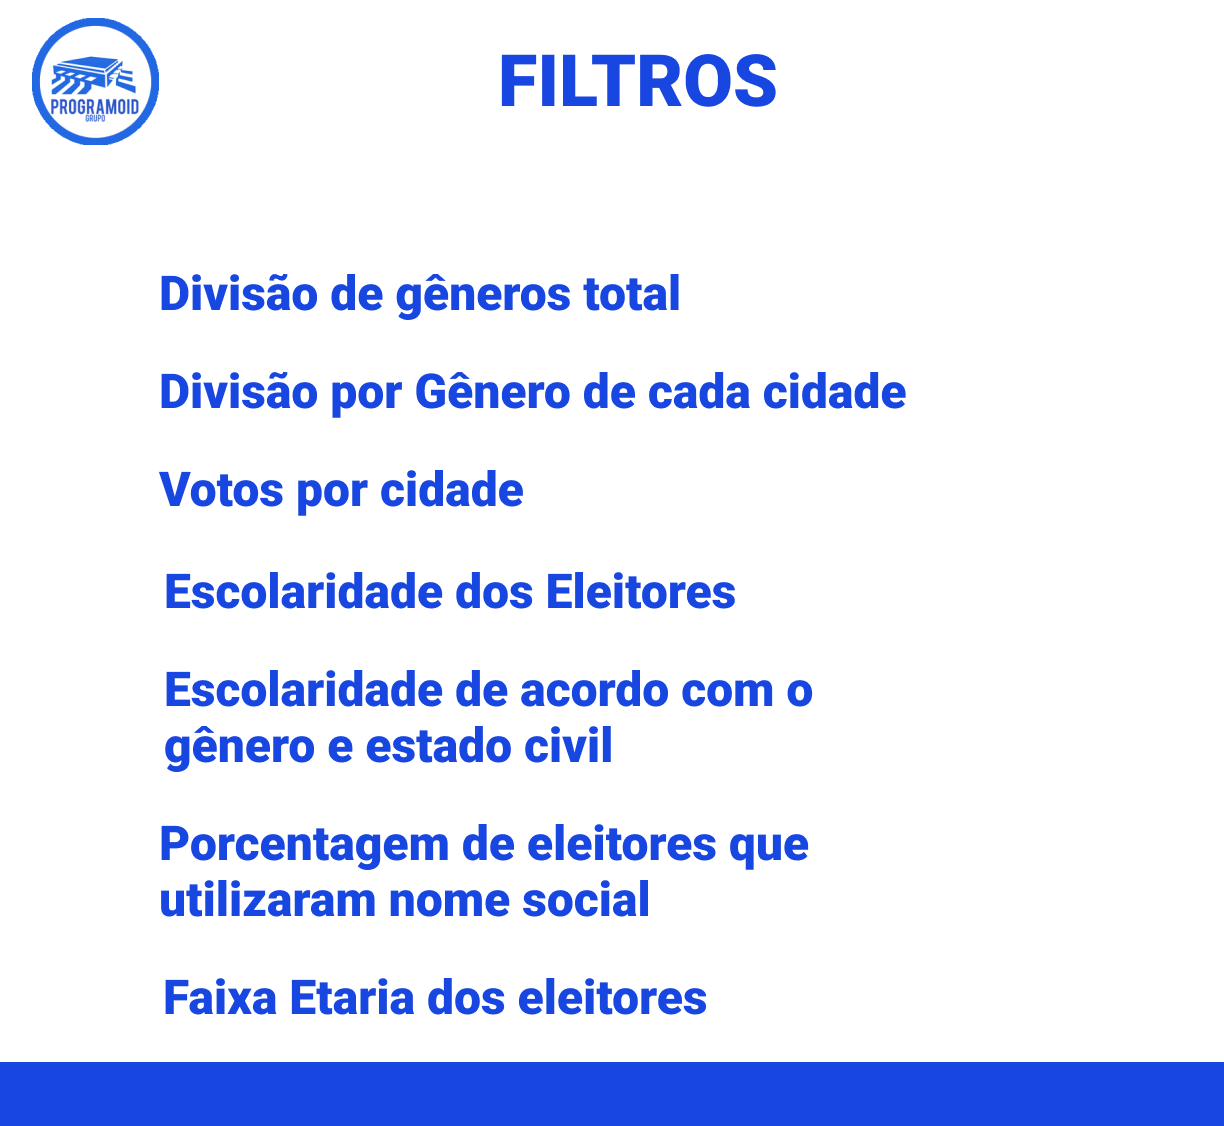 PROGRAMOID
GRUPO
FILTROS
Divisão de gêneros total
Divisão por Gênero de cada cidade
Votos por cidade
Escolaridade dos Eleitores
Escolaridade de acordo com o
gênero e estado civil
Porcentagem de eleitores que
utilizaram nome social
Faixa Etaria dos eleitores